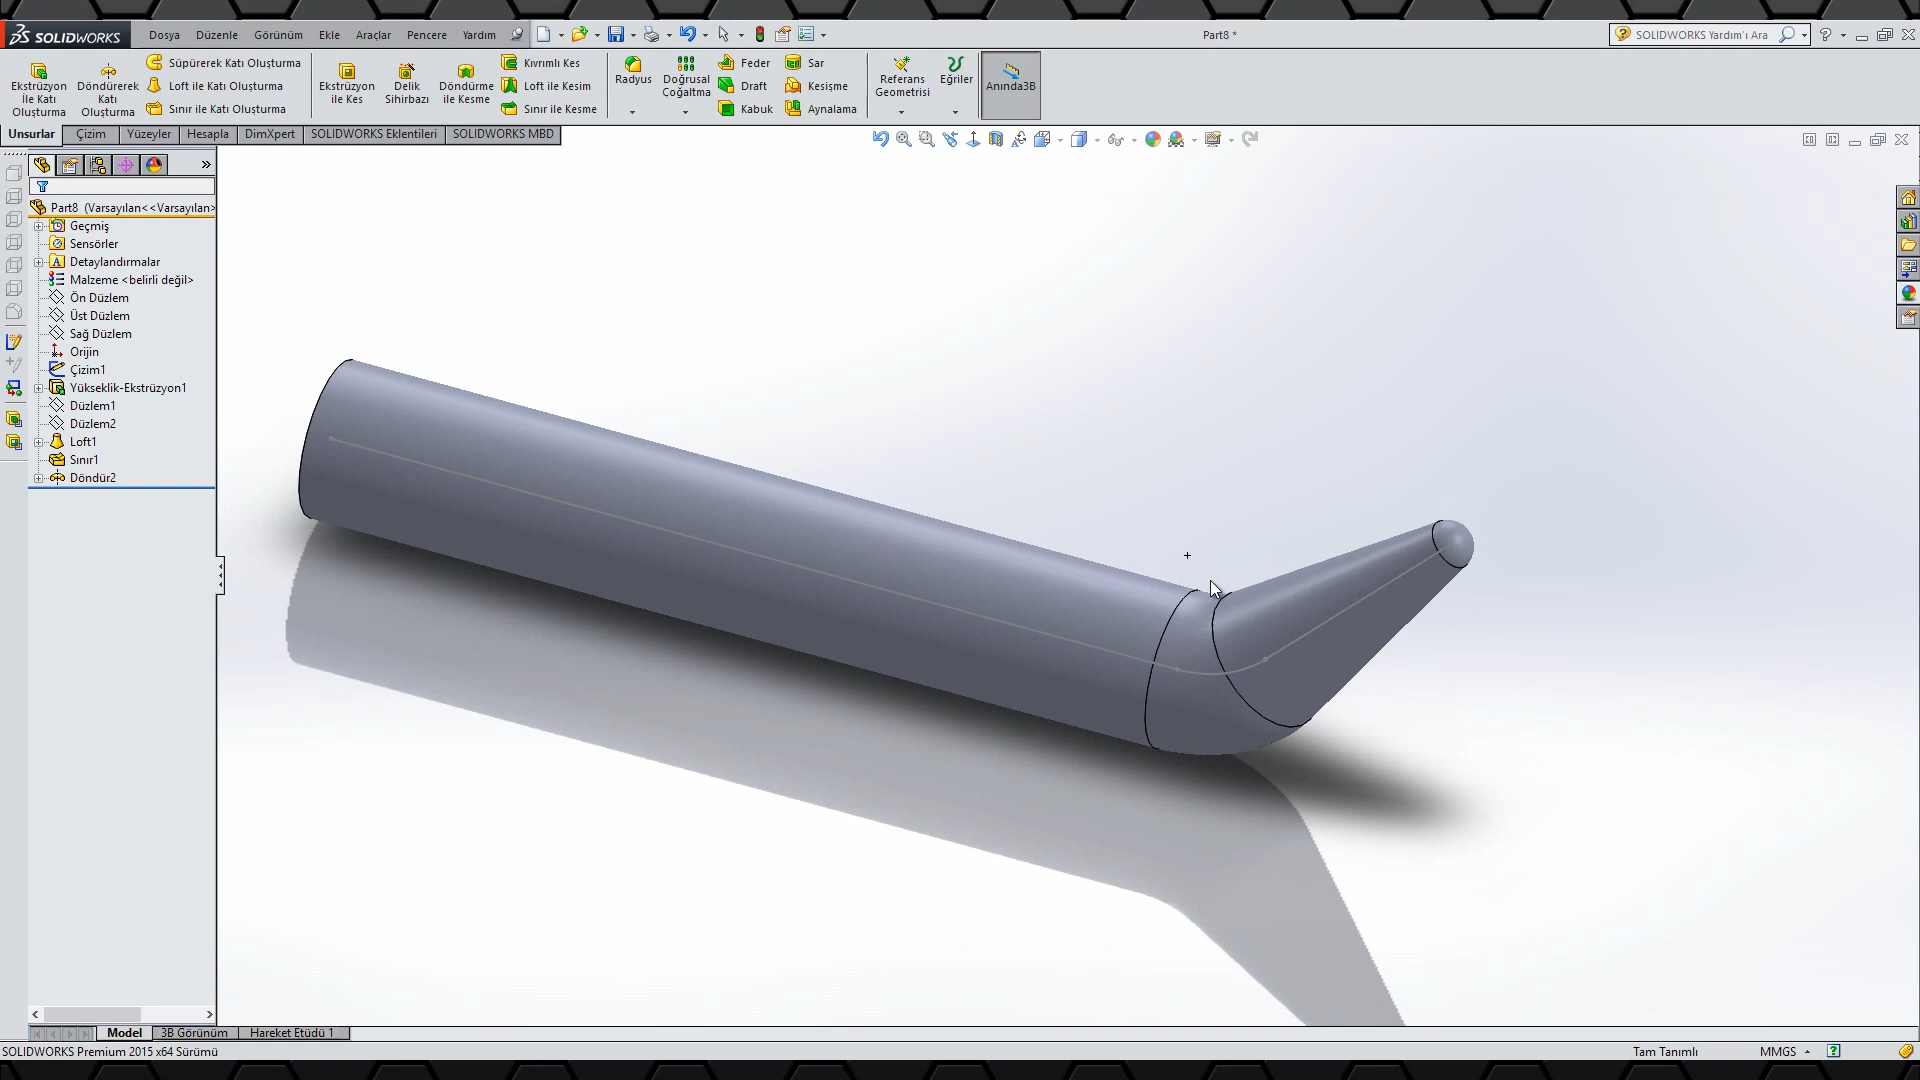 SOLIDWORKS
Dosya Düzenle Görünüm Ekle Araçlar Pencere Yardım
Part8 *
SOLIDWORKS Yardım'ı Ara
Ekstrüzyon İle Katı Oluşturma
Döndürerek Katı Oluşturma
Süpürerek Katı Oluşturma
Loft ile Katı Oluşturma
Sınır ile Katı Oluşturma
Ekstrüzyon ile Kes
Delik Sihirbazı
Döndürme ile Kesme
Kıvrımlı Kes
Loft ile Kesim
Sınır ile Kesme
Radyus
Doğrusal Çoğaltma
Feder
Draft
Kabuk
Sar
Kesişme
Aynalama
Referans Geometrisi
Eğriler
Anında3B
Unsurlar Çizim Yüzeyler Hesapla DimXpert SOLIDWORKS Eklentileri SOLIDWORKS MBD
Part8 (Varsayılan<<Varsayılan>
Geçmiş
Sensörler
Detaylandırmalar
Malzeme <belirli değil>
Ön Düzlem
Üst Düzlem
Sağ Düzlem
Orijin
Çizim1
Yükseklik-Ekstrüzyon1
Düzlem1
Düzlem2
Loft1
Sınır1
Döndür2
Model 3B Görünüm Hareket Etüdü 1
SOLIDWORKS Premium 2015 x64 Sürümü
Tam Tanımlı
MMGS